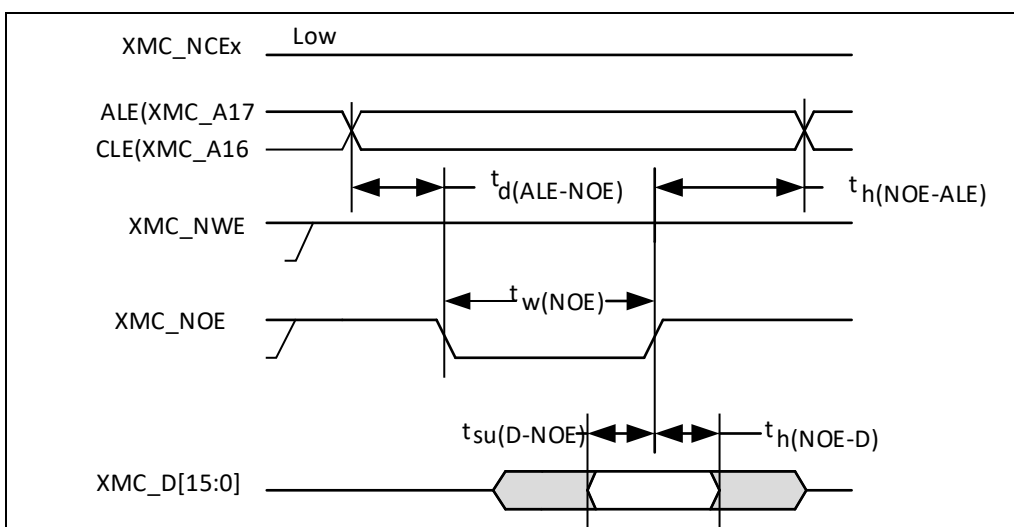 XMC_NCEx
Low
ALE(XMC_A17
CLE(XMC_A16
td(ALE-NOE)
th(NOE-ALE)
XMC_NWE
tw(NOE)
XMC_NOE
tsu(D-NOE)
th(NOE-D)
XMC_D[15:0]